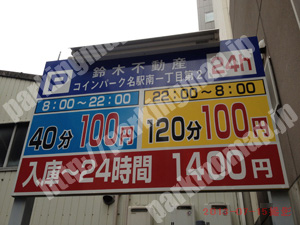 P 鈴木不動産 24h
コインパーク名駅南一丁目第2
8:00~22:00 22:00~8:00
40分 100円 120分 100円
入庫~24時間 1400円